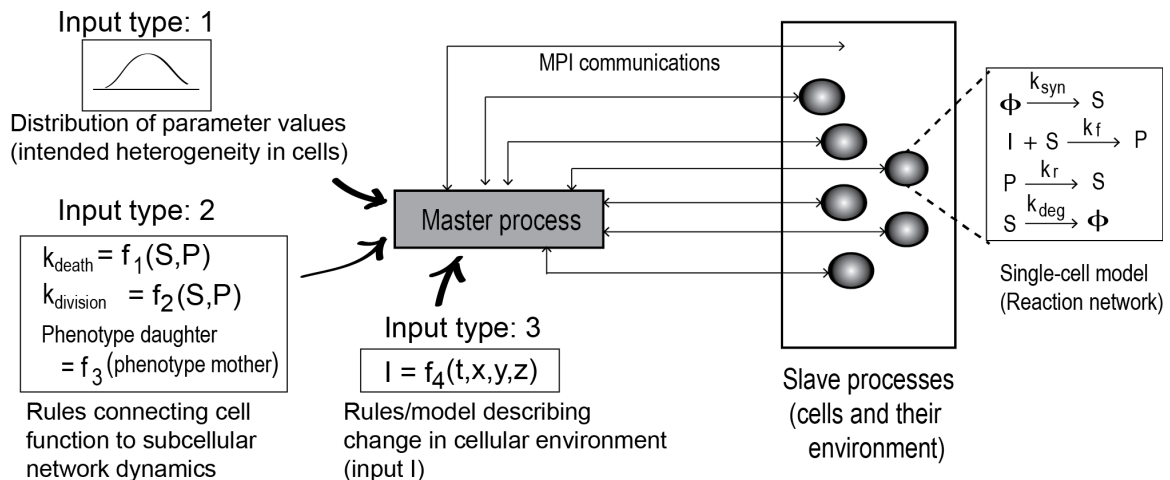 Input type: 1
Distribution of parameter values
(intended heterogeneity in cells)
Input type: 2
k_death = f_1(S,P)
k_division = f_2(S,P)
Phenotype daughter
= f_3(phenotype mother)
Rules connecting cell
function to subcellular
network dynamics
MPI communications
Master process
Input type: 3
I = f_4(t,x,y,z)
Rules/model describing
change in cellular environment
(input I)
Slave processes
(cells and their
environment)
k_syn
Φ → S
k_f
I + S → P
k_r
P → S
k_deg
S → Φ
Single-cell model
(Reaction network)